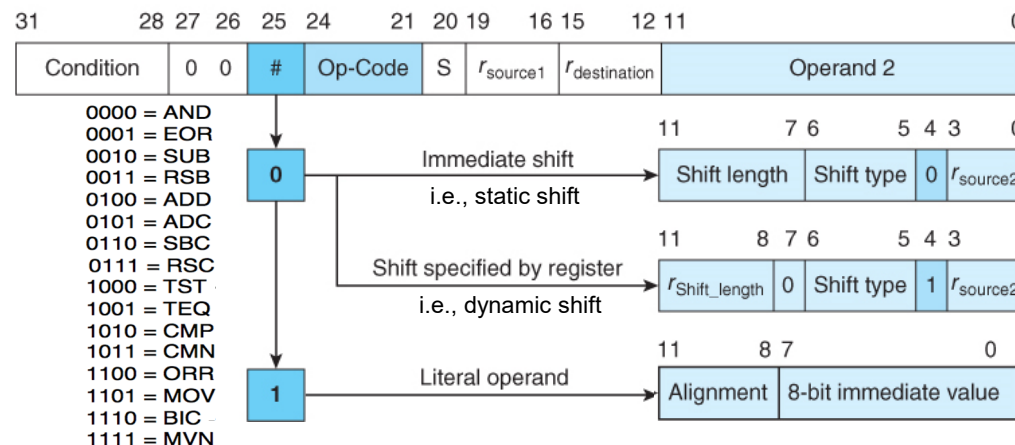 31 28 27 26 25 24 21 20 19 16 15 12 11 0
Condition 0 0 # Op-Code S rsource1 rdestination Operand 2
0000 = AND
0001 = EOR
0010 = SUB
0011 = RSB
0100 = ADD
0101 = ADC
0110 = SBC
0111 = RSC
1000 = TST
1001 = TEQ
1010 = CMP
1011 = CMN
1100 = ORR
1101 = MOV
1110 = BIC
1111 = MVN
11 7 6 5 4 3 0
0 Immediate shift Shift length Shift type 0 rsource2
i.e., static shift
11 8 7 6 5 4 3
Shift specified by register rShift_length 0 Shift type 1 rsource2
i.e., dynamic shift
11 8 7 0
1 Literal operand Alignment 8-bit immediate value